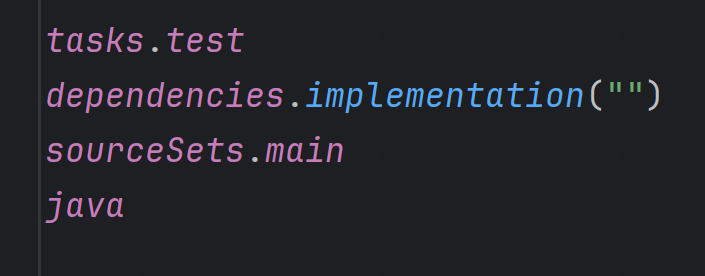 tasks.test
dependencies.implementation("")
sourceSets.main
java